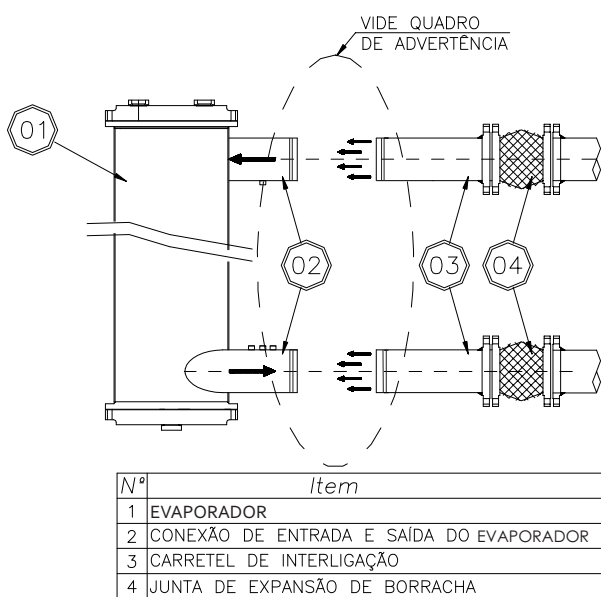 VIDE QUADRO
DE ADVERTÊNCIA
01
02
03
04
Nº Item
1 EVAPORADOR
2 CONEXÃO DE ENTRADA E SAÍDA DO EVAPORADOR
3 CARRETEL DE INTERLIGAÇÃO
4 JUNTA DE EXPANSÃO DE BORRACHA